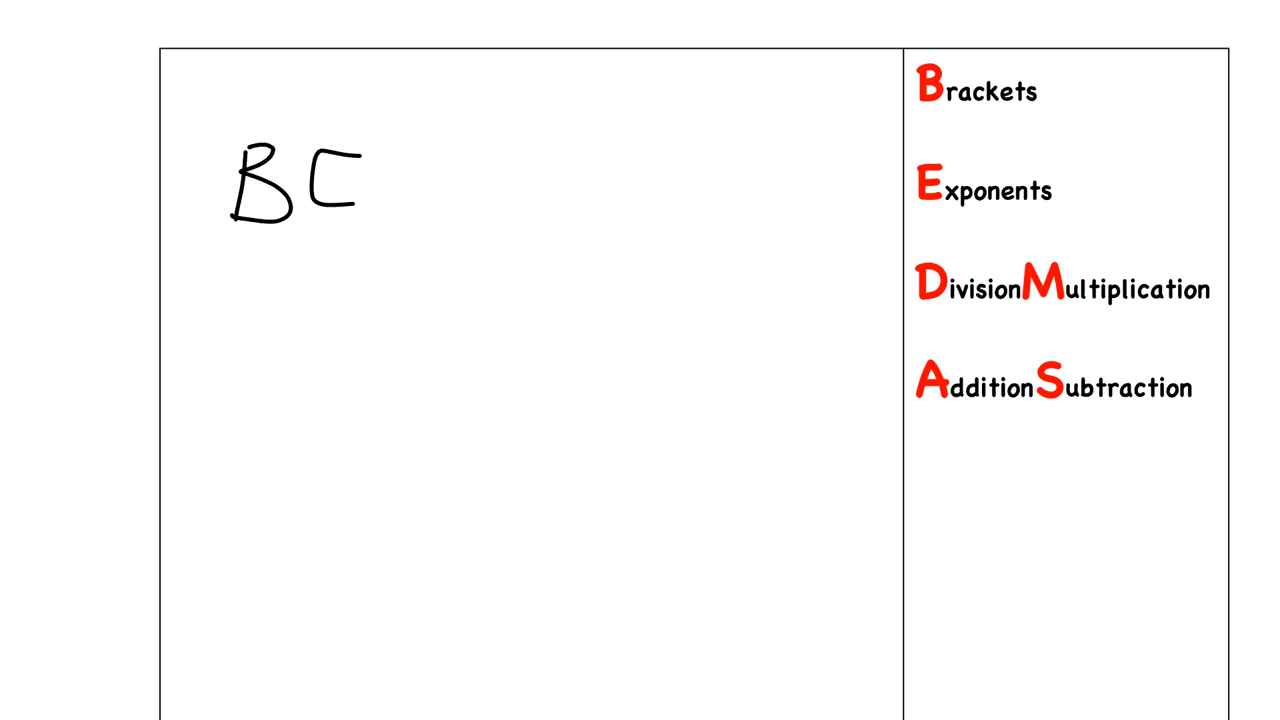 BC
Brackets
Exponents
DivisionMultiplication
AdditionSubtraction